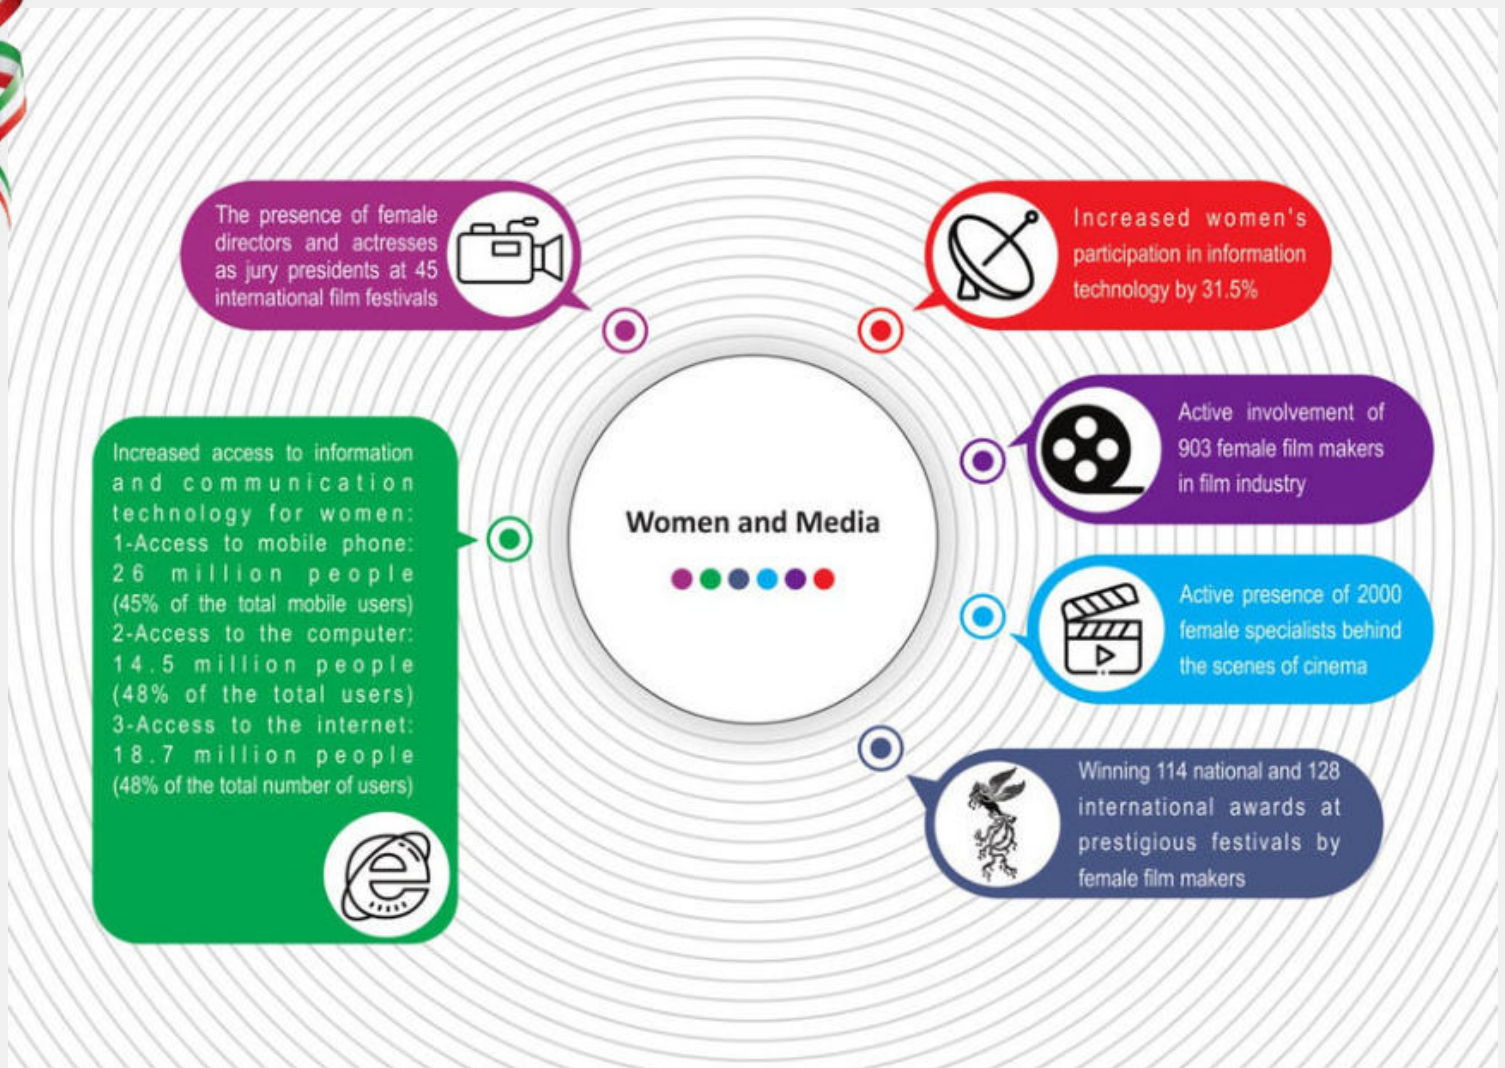 The presence of female
directors and actresses
as jury presidents at 45
international film festivals
Increased women's
participation in information
technology by 31.5%
Active involvement of
903 female film makers
in film industry
Increased access to information
and communication
technology for women:
1-Access to mobile phone:
26 million people
(45% of the total mobile users)
2-Access to the computer:
14.5 million people
(48% of the total users)
3-Access to the internet:
18.7 million people
(48% of the total number of users)
Women and Media
Active presence of 2000
female specialists behind
the scenes of cinema
Winning 114 national and 128
international awards at
prestigious festivals by
female film makers